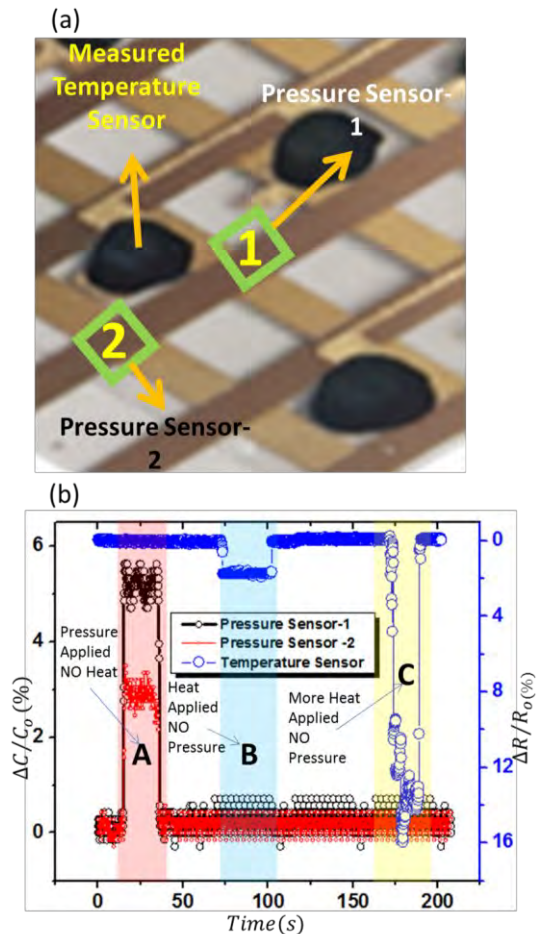 (a)
Measured
Temperature
Sensor
Pressure Sensor-
1
1
2
Pressure Sensor-
2
(b)
6
4
2
0
ΔC/C_o(%)
0
4
8
12
16
ΔR/R_o(%)
Pressure Sensor-1
Pressure Sensor -2
Temperature Sensor
Pressure
Applied
NO Heat
A
Heat
Applied
NO
Pressure
B
More Heat
Applied
NO
Pressure
C
0
50
100
150
200
Time(s)